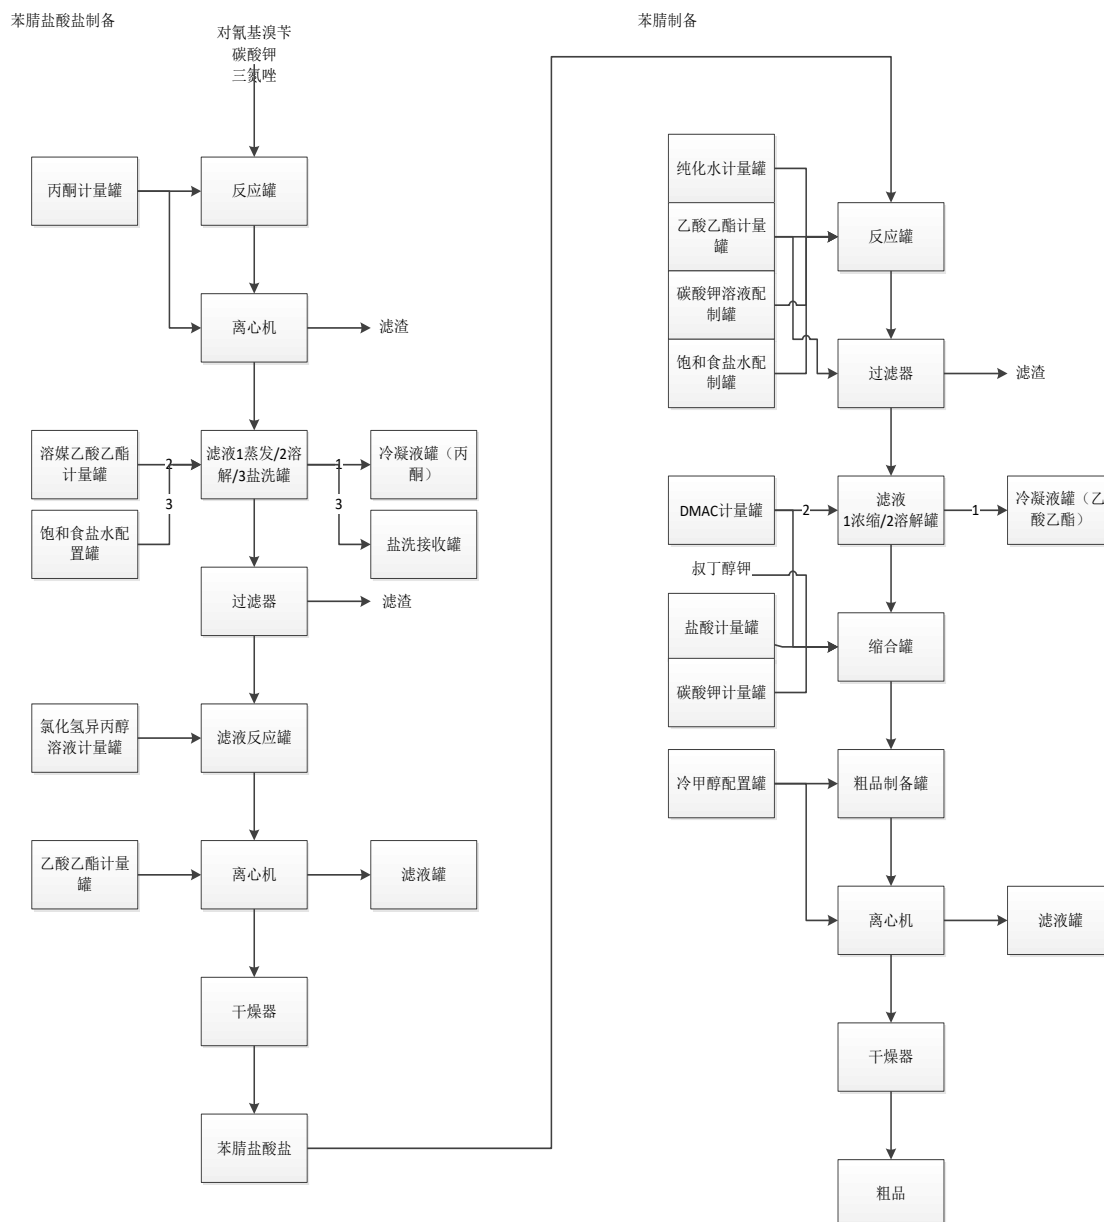 苯腈盐酸盐制备
对氰基溴苄
碳酸钾
三氮唑
丙酮计量罐
反应罐
离心机
滤渣
溶媒乙酸乙酯
计量罐
2
滤液1蒸发/2溶
解/3盐洗罐
1
冷凝液罐（丙
酮）
3
3
饱和食盐水配
置罐
盐洗接收罐
过滤器
滤渣
氯化氢异丙醇
溶液计量罐
滤液反应罐
乙酸乙酯计量
罐
离心机
滤液罐
干燥器
苯腈盐酸盐
苯腈制备
纯化水计量罐
乙酸乙酯计量
罐
反应罐
碳酸钾溶液配
制罐
饱和食盐水配
制罐
过滤器
滤渣
DMAC计量罐
2
滤液
1浓缩/2溶解罐
1
冷凝液罐（乙
酸乙酯）
叔丁醇钾
盐酸计量罐
缩合罐
碳酸钾计量罐
冷甲醇配置罐
粗品制备罐
离心机
滤液罐
干燥器
粗品